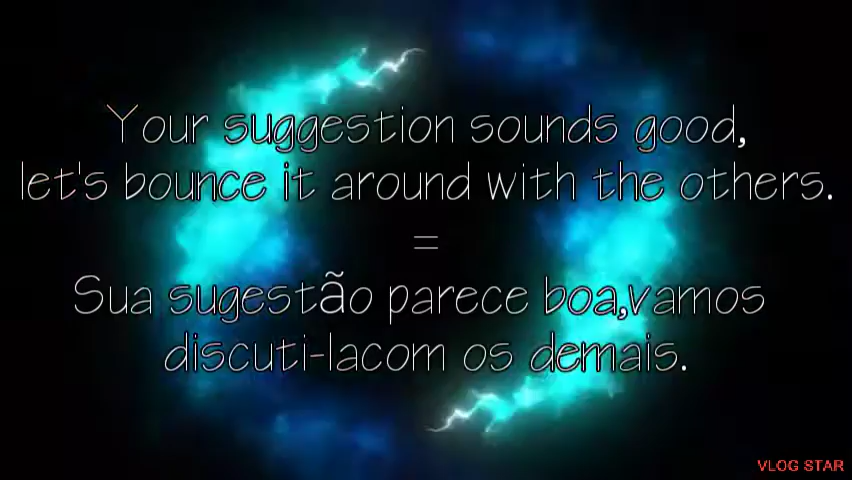 Your suggestion sounds good,
let's bounce it around with the others.
=
Sua sugestão parece boa,vamos
discuti-lacom os demais.
VLOG STAR